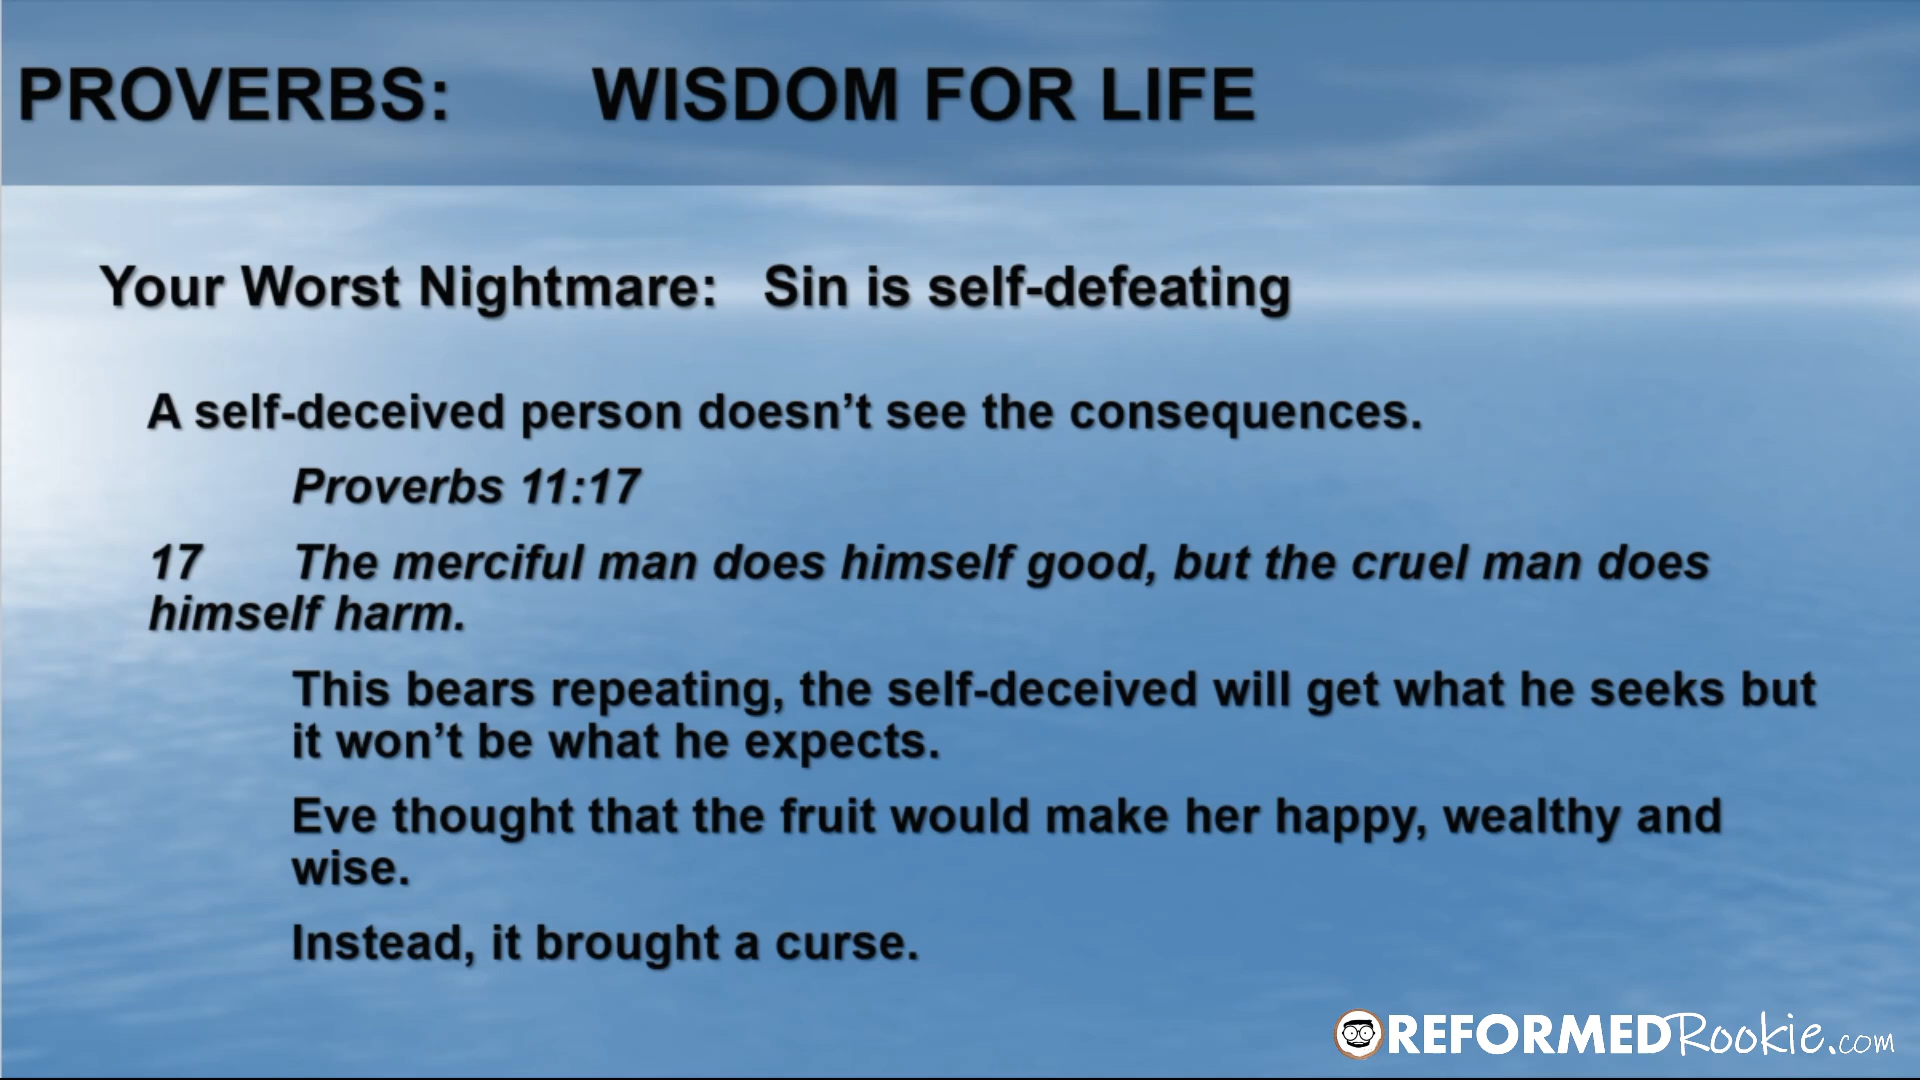 PROVERBS: WISDOM FOR LIFE
Your Worst Nightmare: Sin is self-defeating
A self-deceived person doesn’t see the consequences.
Proverbs 11:17
17 The merciful man does himself good, but the cruel man does
himself harm.
This bears repeating, the self-deceived will get what he seeks but
it won’t be what he expects.
Eve thought that the fruit would make her happy, wealthy and
wise.
Instead, it brought a curse.
REFORMEDRookie.com